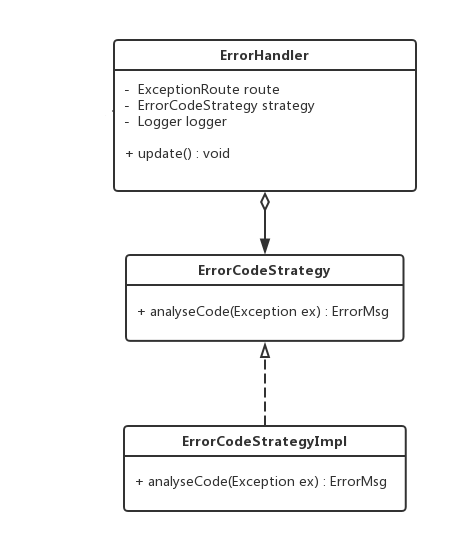 ErrorHandler
- ExceptionRoute route
- ErrorCodeStrategy strategy
- Logger logger
+ update() : void
ErrorCodeStrategy
+ analyseCode(Exception ex) : ErrorMsg
ErrorCodeStrategyImpl
+ analyseCode(Exception ex) : ErrorMsg